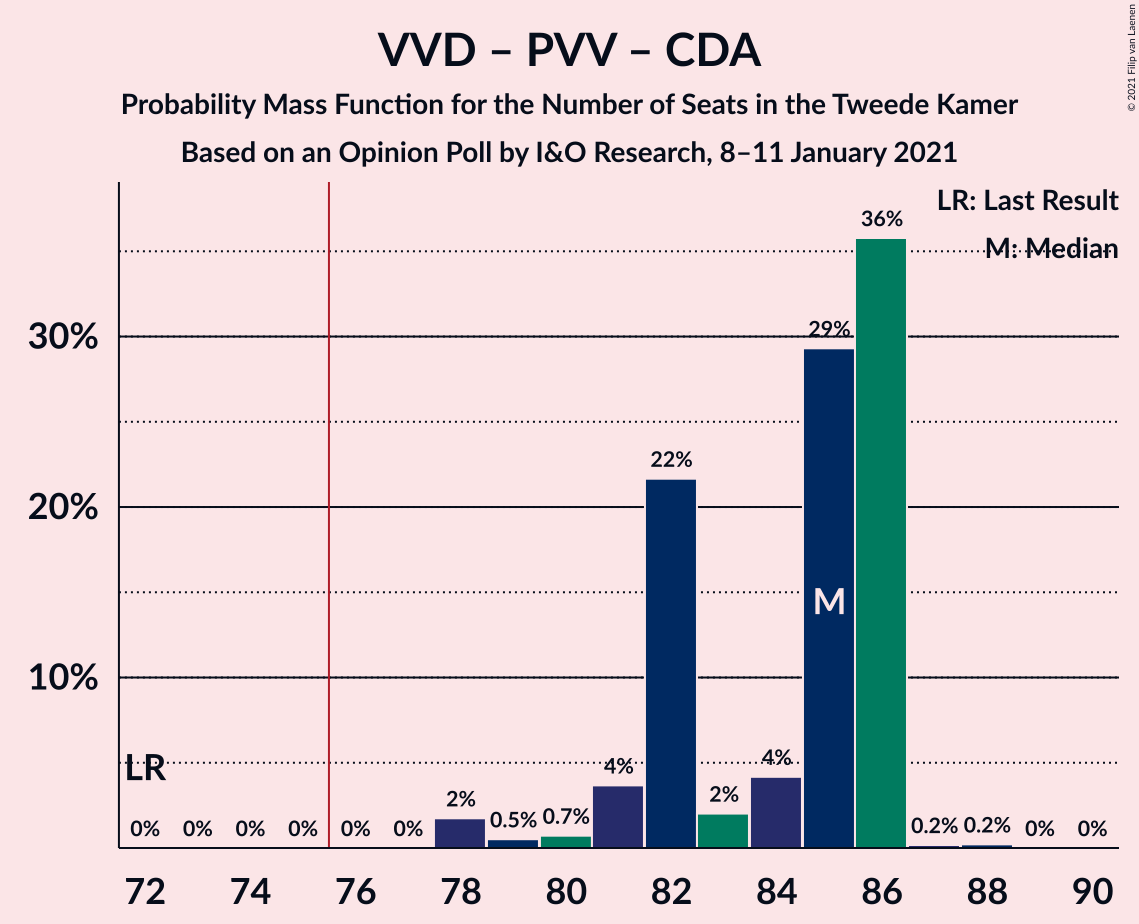 VVD – PVV – CDA
Probability Mass Function for the Number of Seats in the Tweede Kamer
Based on an Opinion Poll by I&O Research, 8–11 January 2021
© 2021 Filip van Laenen
LR: Last Result
M: Median
30%
20%
10%
LR
M
0% 0% 0% 0% 0% 0% 2% 0.5% 0.7% 4% 22% 2% 4% 29% 36% 0.2% 0.2% 0% 0%
72 74 76 78 80 82 84 86 88 90